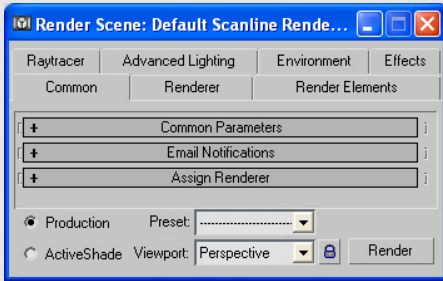 Render Scene: Default Scanline Rende...
Raytracer Advanced Lighting Environment Effects
Common Renderer Render Elements
+ Common Parameters
+ Email Notifications
+ Assign Renderer
Production Preset: -------------------------
ActiveShade Viewport: Perspective Render